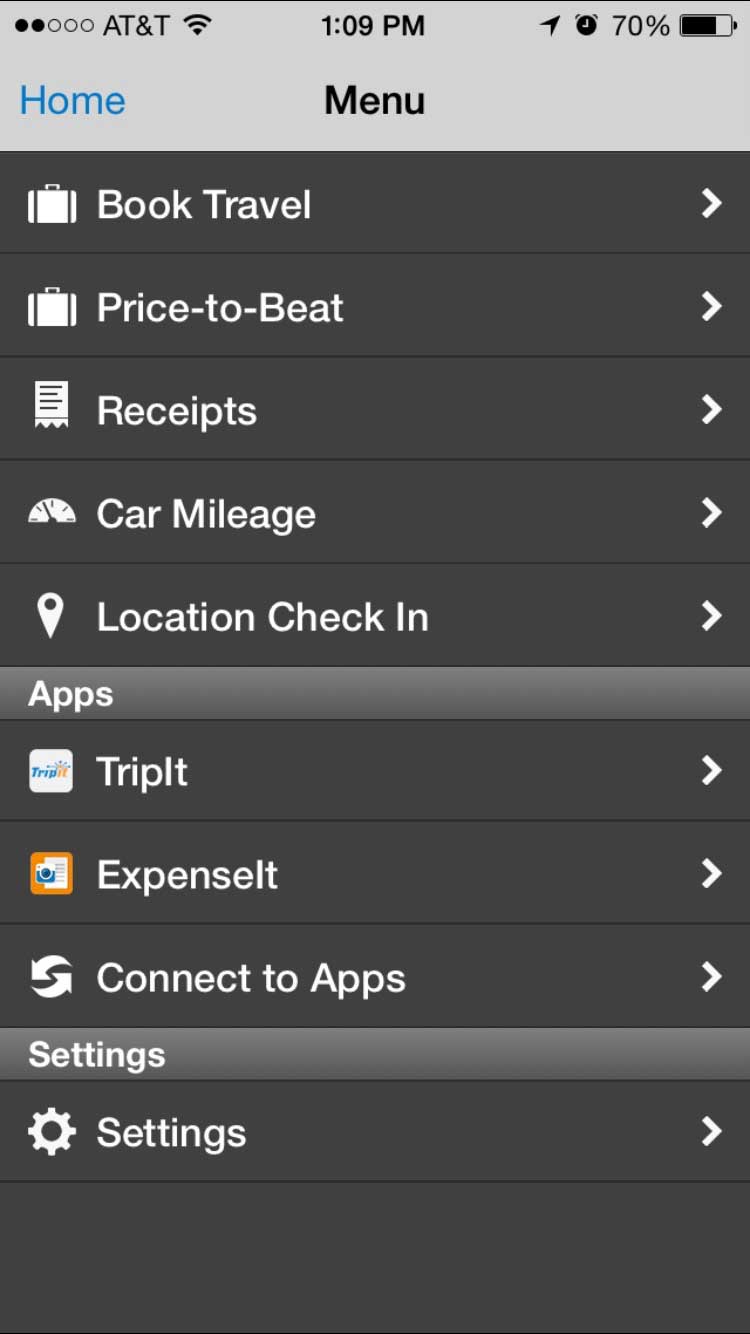 AT&T 1:09 PM 70%
Home Menu
Book Travel
Price-to-Beat
Receipts
Car Mileage
Location Check In
Apps
TripIt TripIt
ExpenseIt
Connect to Apps
Settings
Settings